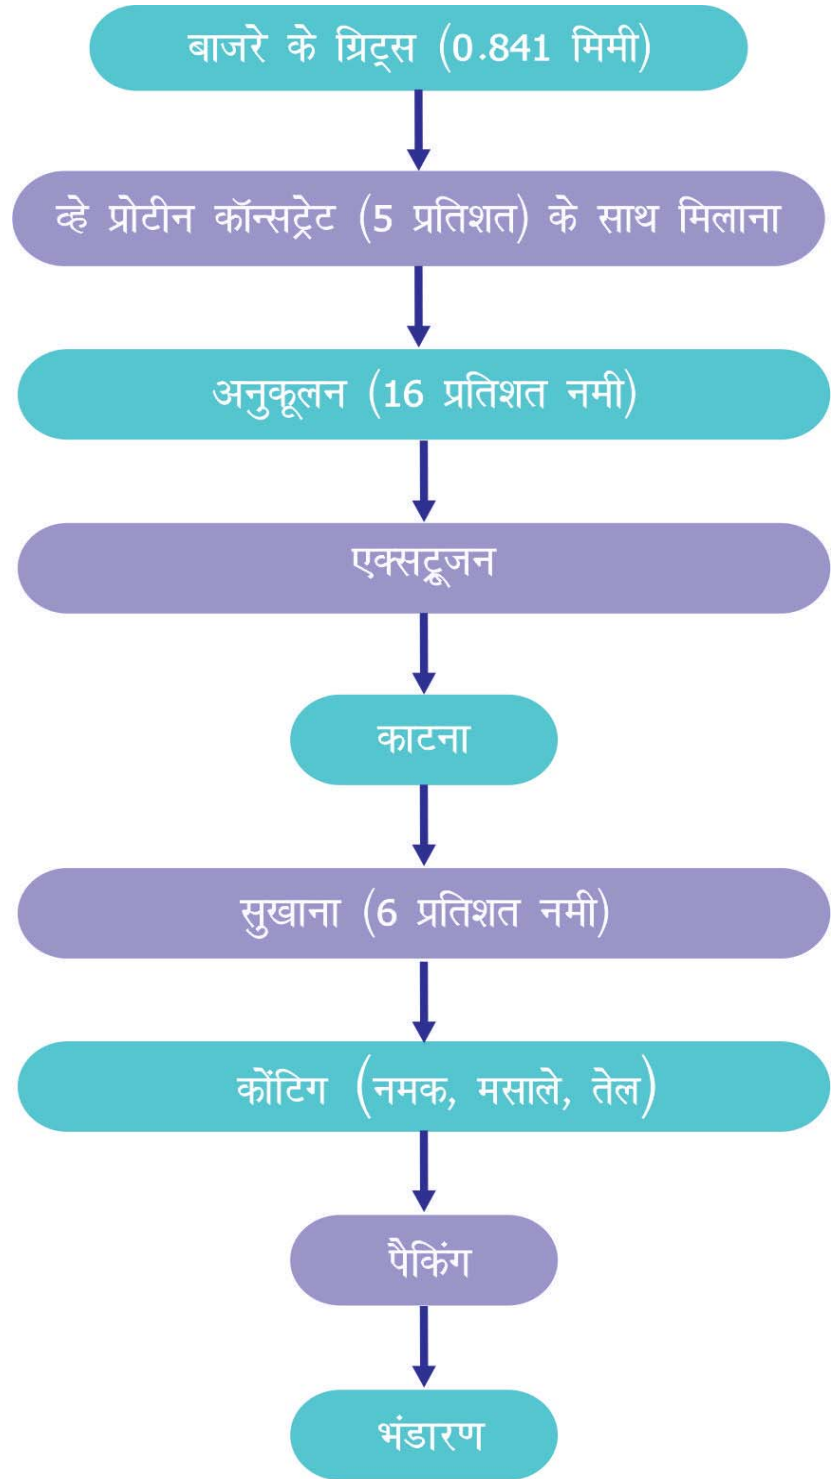 बाजरे के ग्रिट्स (0.841 मिमी)
व्हे प्रोटीन कॉन्सट्रेट (5 प्रतिशत) के साथ मिलाना
अनुकूलन (16 प्रतिशत नमी)
एक्सट्रूजन
काटना
सुखाना (6 प्रतिशत नमी)
कोंटिग (नमक, मसाले, तेल)
पैकिंग
भंडारण